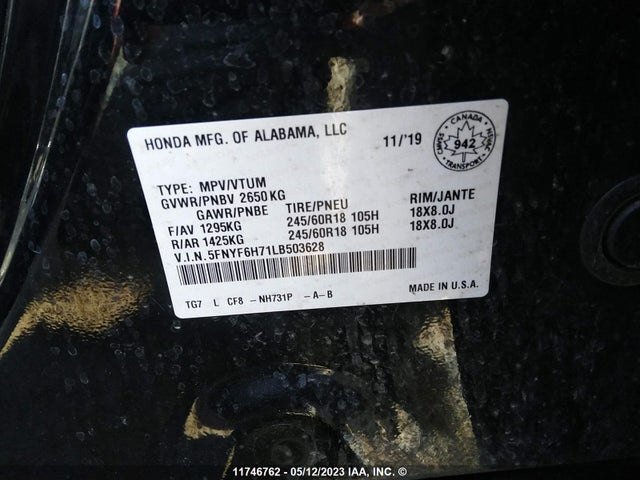 HONDA MFG. OF ALABAMA, LLC 11/'19
CANADA
942
TRANSPORT
TYPE: MPV/VTUM
GVWR/PNBV 2650KG
GAWR/PNBE TIRE/PNEU RIM/JANTE
F/AV 1295KG 245/60R18 105H 18X8.0J
R/AR 1425KG 245/60R18 105H 18X8.0J
V.I.N.5FNYF6H71LB503628
TG7 L CF8 -NH731P -A-B MADE IN U.S.A.
11746762 - 05/12/2023 IAA, INC. ©